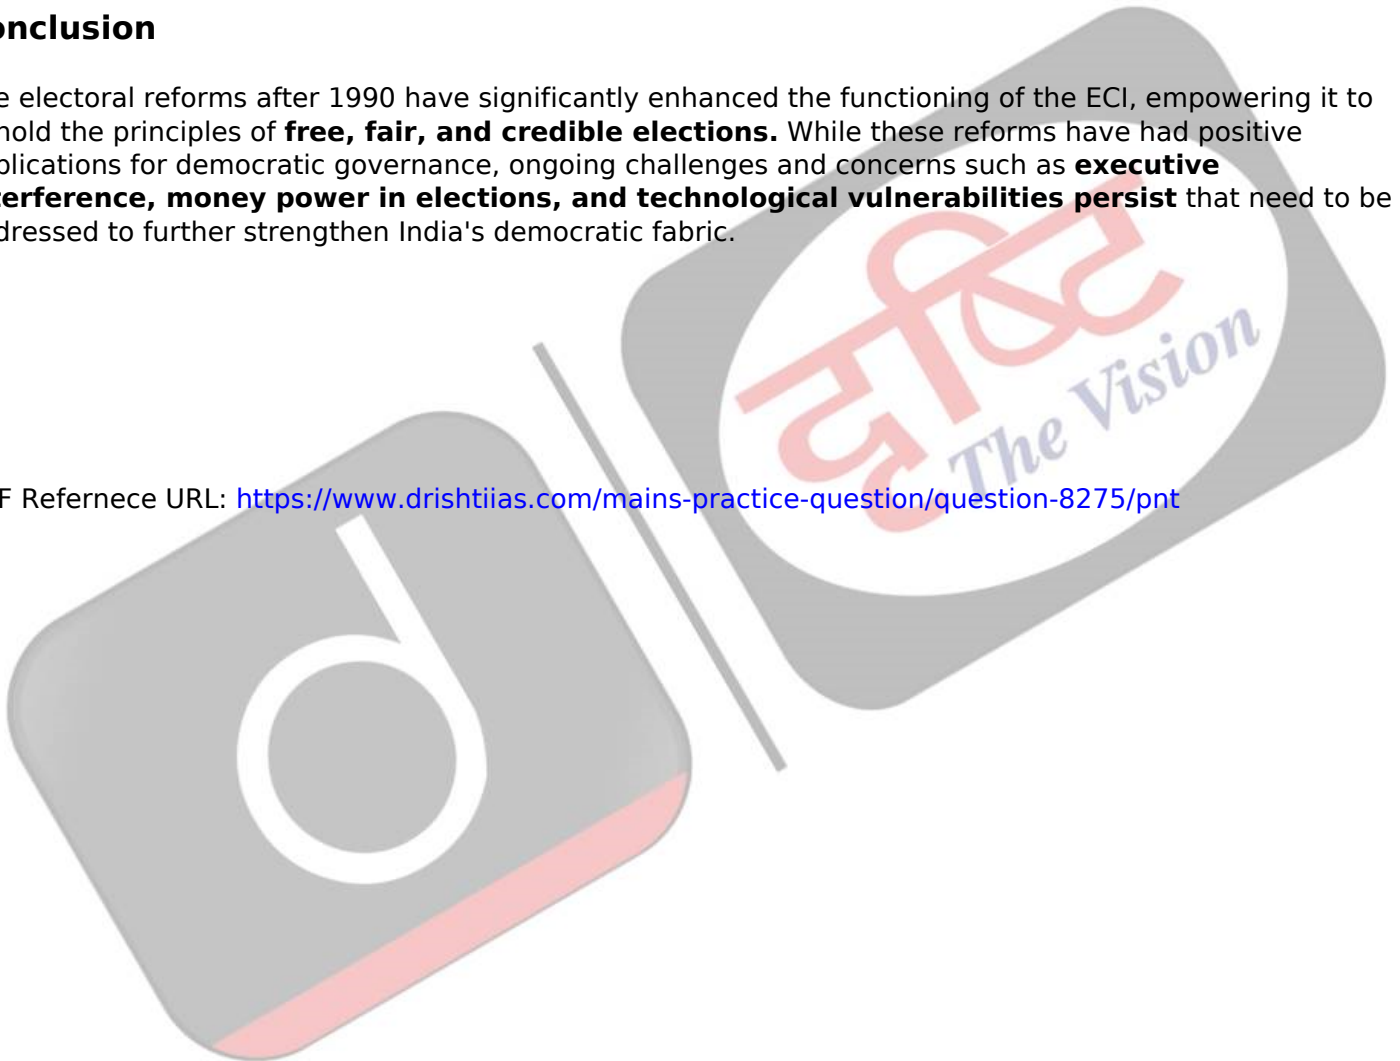 onclusion
e electoral reforms after 1990 have significantly enhanced the functioning of the ECI, empowering it to
hold the principles of free, fair, and credible elections. While these reforms have had positive
plications for democratic governance, ongoing challenges and concerns such as executive
terference, money power in elections, and technological vulnerabilities persist that need to be
dressed to further strengthen India's democratic fabric.
दृष्टि
The Vision
F Refernece URL: https://www.drishtiias.com/mains-practice-question/question-8275/pnt
d